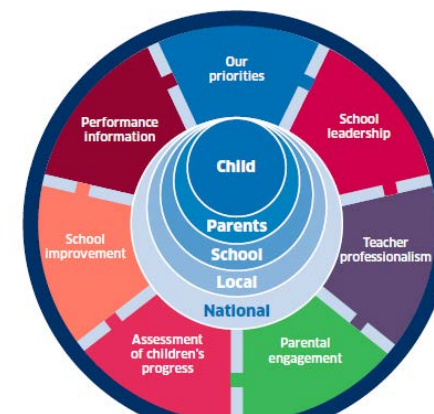 Our
priorities
School
leadership
Teacher
professionalism
Parental
engagement
Assessment
of children's
progress
School
improvement
Performance
information
Child
Parents
School
Local
National